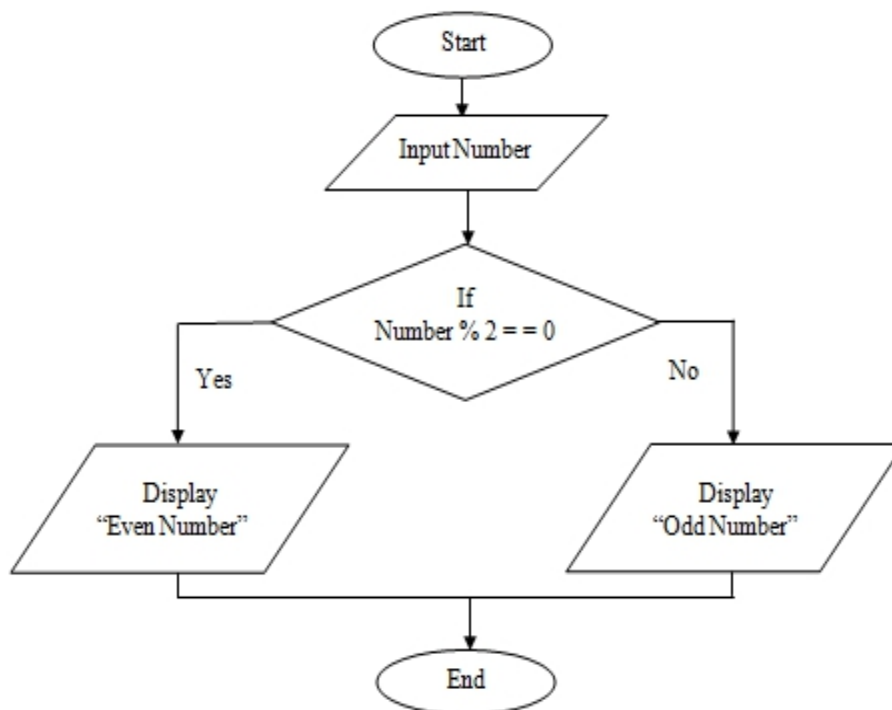 Start
Input Number
If
Number % 2 = = 0
Yes
No
Display
“Even Number”
Display
“Odd Number”
End